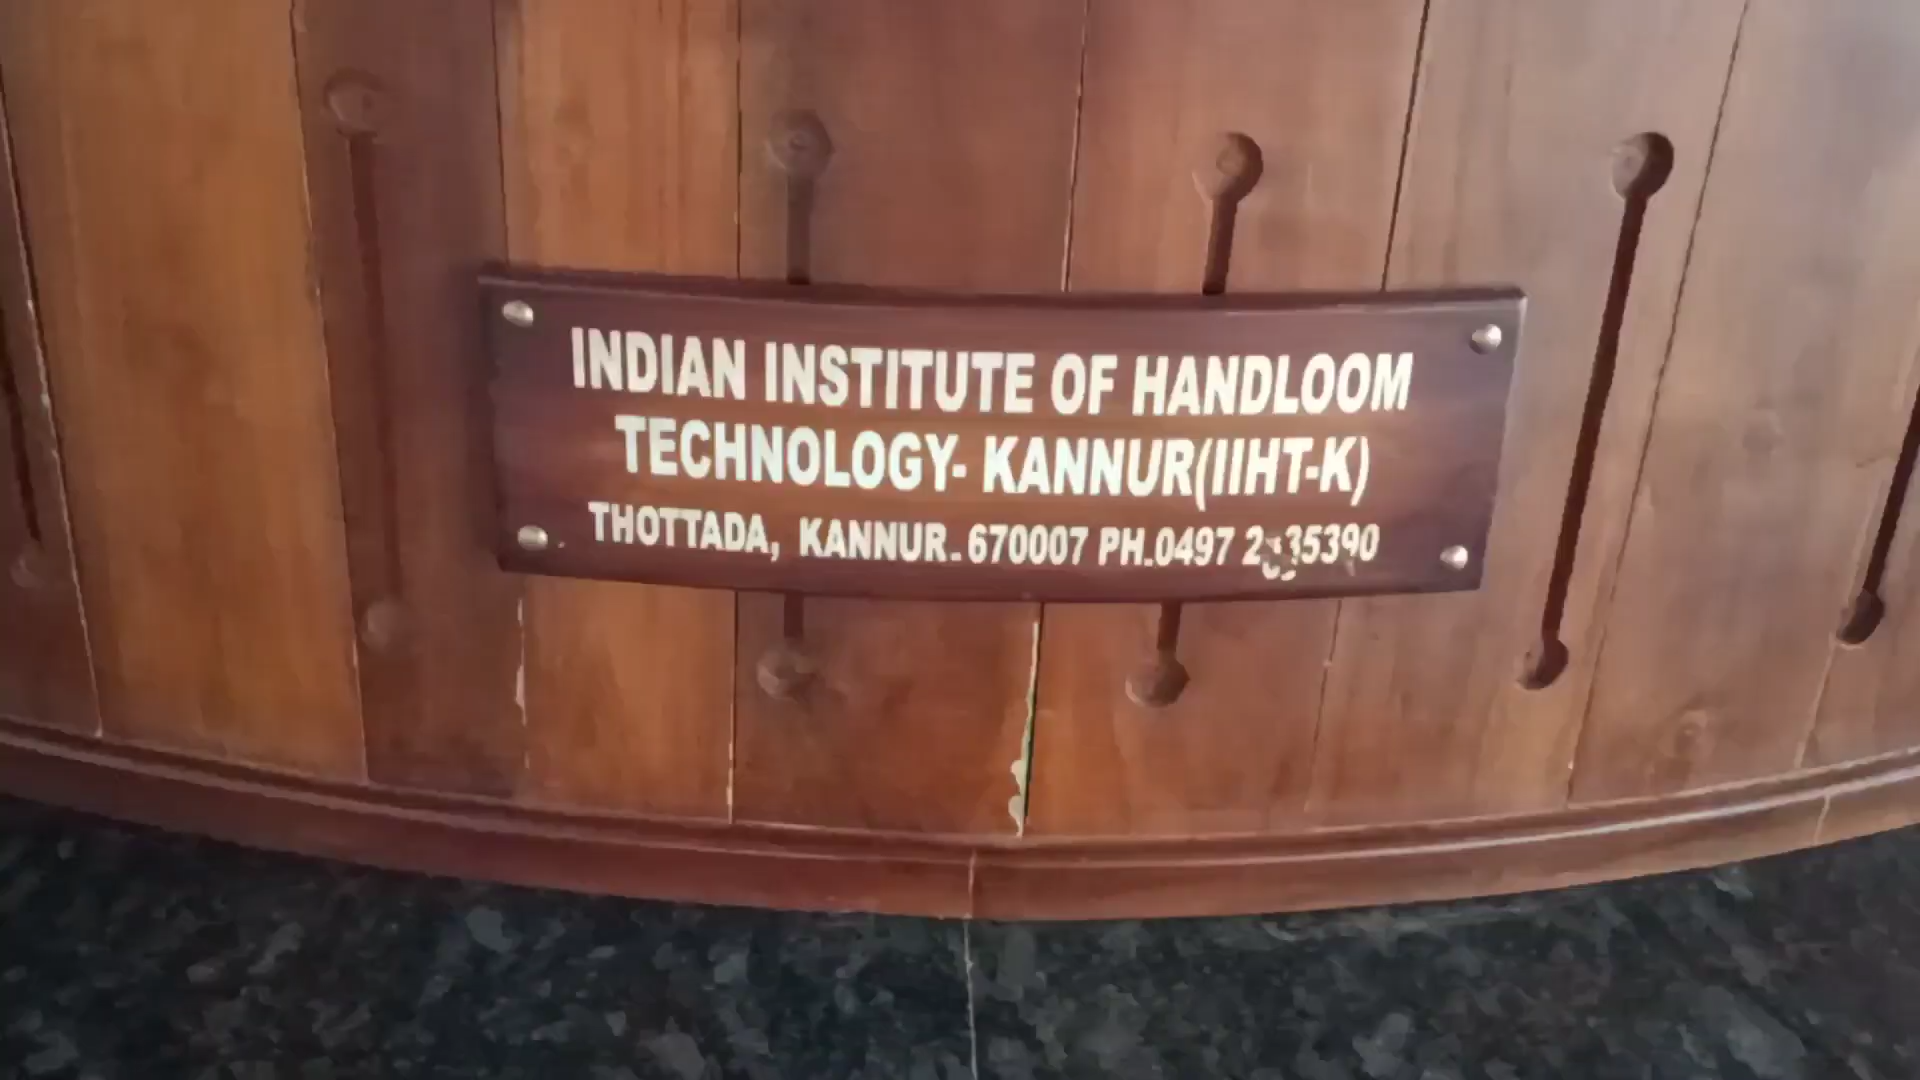 INDIAN INSTITUTE OF HANDLOOM
TECHNOLOGY- KANNUR(IIHT-K)
THOTTADA, KANNUR. 670007 PH.0497